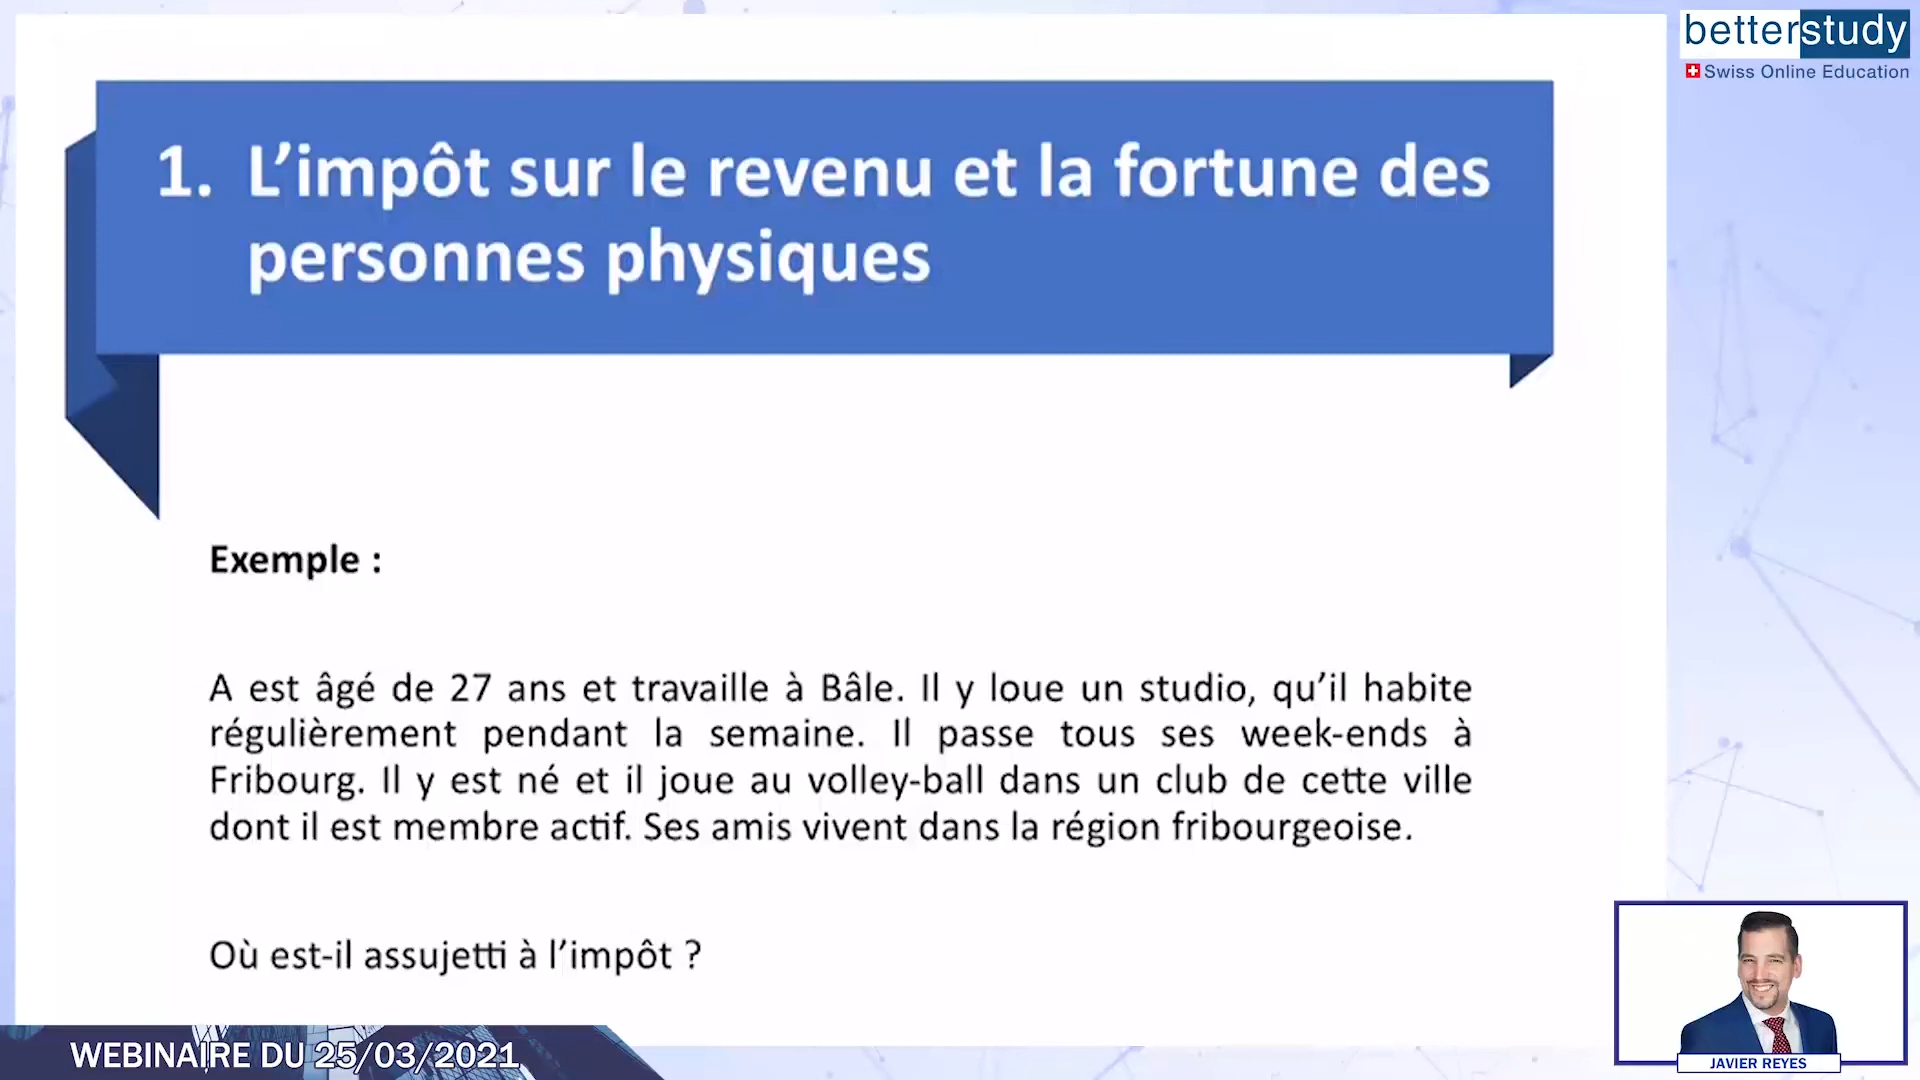 betterstudy
Swiss Online Education
1. L’impôt sur le revenu et la fortune des
personnes physiques
Exemple :
A est âgé de 27 ans et travaille à Bâle. Il y loue un studio, qu’il habite
régulièrement pendant la semaine. Il passe tous ses week-ends à
Fribourg. Il y est né et il joue au volley-ball dans un club de cette ville
dont il est membre actif. Ses amis vivent dans la région fribourgeoise.
Où est-il assujetti à l’impôt ?
WEBINAIRE DU 25/03/2021
JAVIER REYES